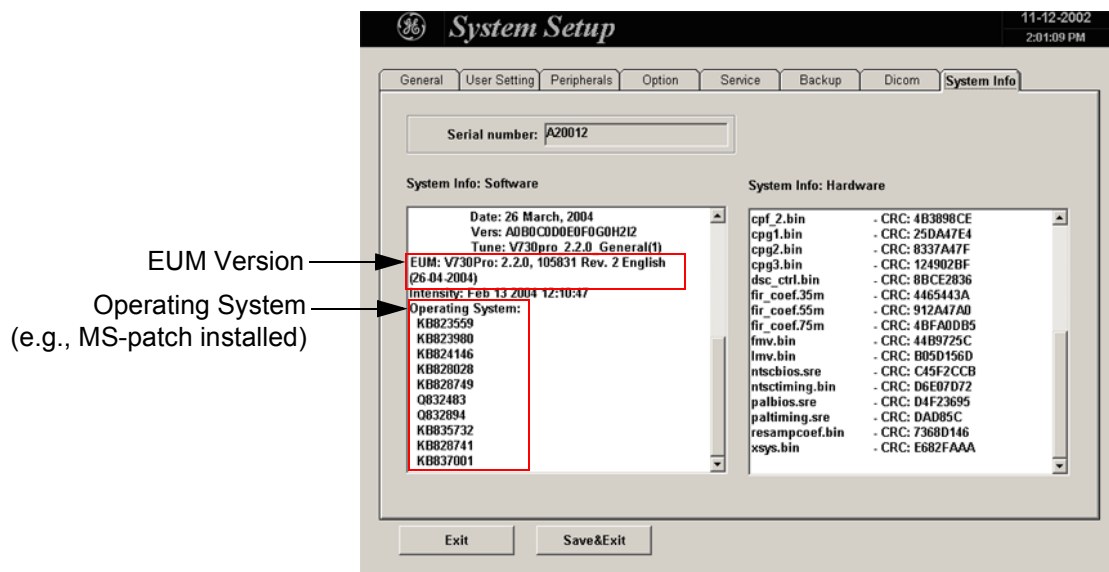 System Setup
11-12-2002
2:01:09 PM
General User Setting Peripherals Option Service Backup Dicom System Info
Serial number: A20012
System Info: Software
Date: 26 March, 2004
Vers: A0B0C0D0E0F0G0H2I2
Tune: V730pro_2.2.0_General(1)
EUM: V730Pro: 2.2.0, 105831 Rev. 2 English
(26-04-2004)
Intensity: Feb 13 2004 12:10:47
Operating System:
KB823559
KB823980
KB824146
KB828028
KB828749
Q832483
Q832894
KB835732
KB828741
KB837001
System Info: Hardware
cpf_2.bin - CRC: 4B3898CE
cpg1.bin - CRC: 25DA47E4
cpg2.bin - CRC: 8337A47F
cpg3.bin - CRC: 124902BF
dsc_ctrl.bin - CRC: 8BCE2836
fir_coef.35m - CRC: 4465443A
fir_coef.55m - CRC: 912A47A0
fir_coef.75m - CRC: 4BFA0DB5
fmv.bin - CRC: 44B9725C
lmv.bin - CRC: B05D156D
ntscbios.sre - CRC: C45F2CCB
ntsctiming.bin - CRC: D6E07D72
palbios.sre - CRC: D4F23695
paltiming.sre - CRC: DAD85C
resampcoef.bin - CRC: 7368D146
xsys.bin - CRC: E682FAAA
EUM Version
Operating System
(e.g., MS-patch installed)
Exit
Save&Exit